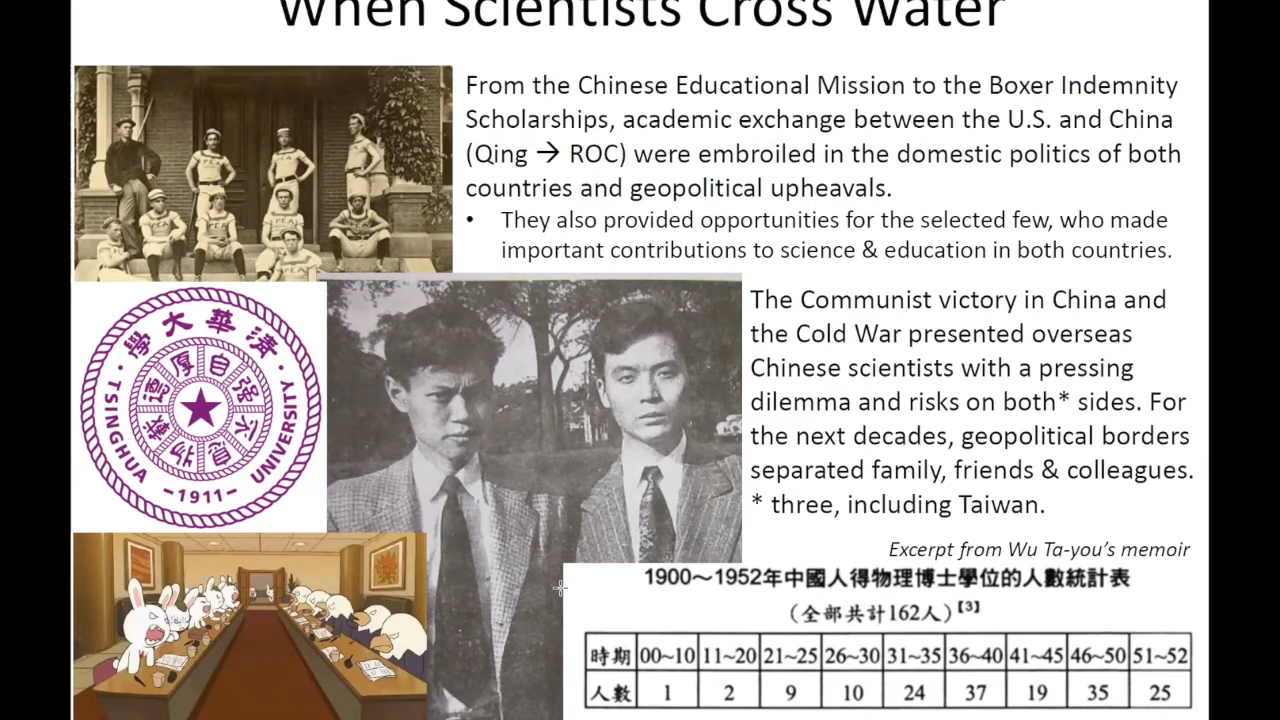 When Scientists Cross Water
From the Chinese Educational Mission to the Boxer Indemnity
Scholarships, academic exchange between the U.S. and China
(Qing → ROC) were embroiled in the domestic politics of both
countries and geopolitical upheavals.
• They also provided opportunities for the selected few, who made
important contributions to science & education in both countries.
PEA
PEA
PEA
PEA
學大華清
· TSINGHUA UNIVERSITY ·
自强不息
厚德載物
-1911-
The Communist victory in China and
the Cold War presented overseas
Chinese scientists with a pressing
dilemma and risks on both* sides. For
the next decades, geopolitical borders
separated family, friends & colleagues.
* three, including Taiwan.
Excerpt from Wu Ta-you's memoir
1900～1952年中國人得物理博士學位的人數統計表
(全部共計162人)【3】
時期 00~10 11~20 21~25 26~30 31~35 36~40 41~45 46~50 51~52
人數 1 2 9 10 24 37 19 35 25